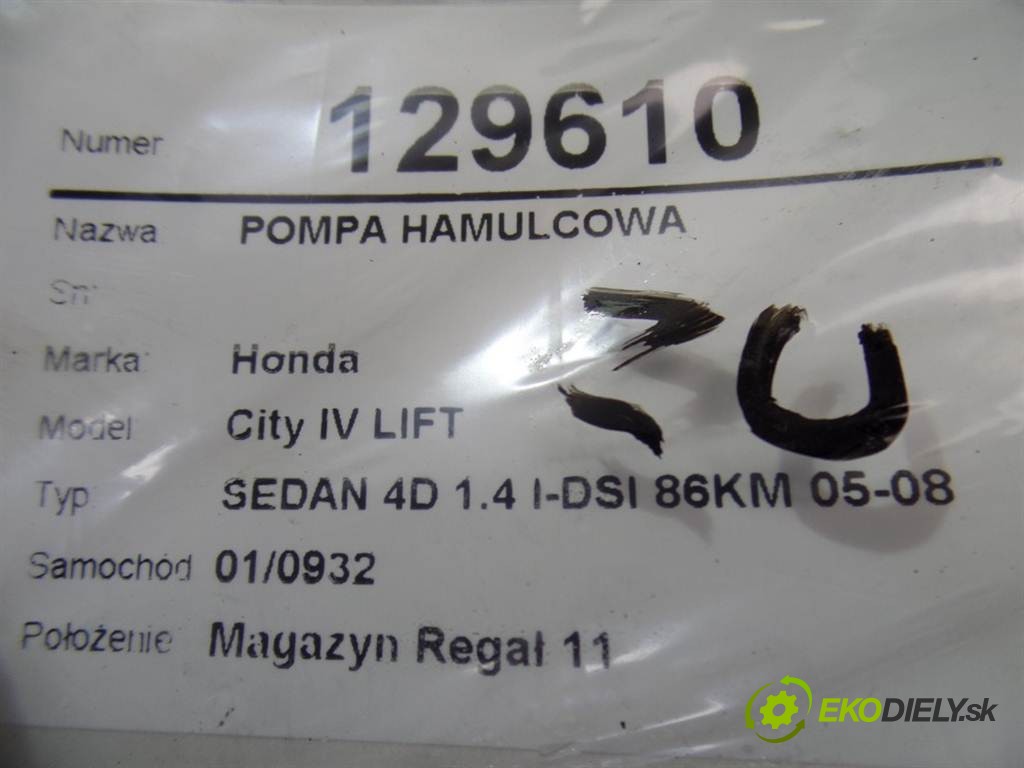 Numer 129610
Nazwa POMPA HAMULCOWA
Sn:
Marka: Honda
Model City IV LIFT
Typ SEDAN 4D 1.4 I-DSI 86KM 05-08
Samochód 01/0932
Położenie Magazyn Regał 11
EKODIELY.sk